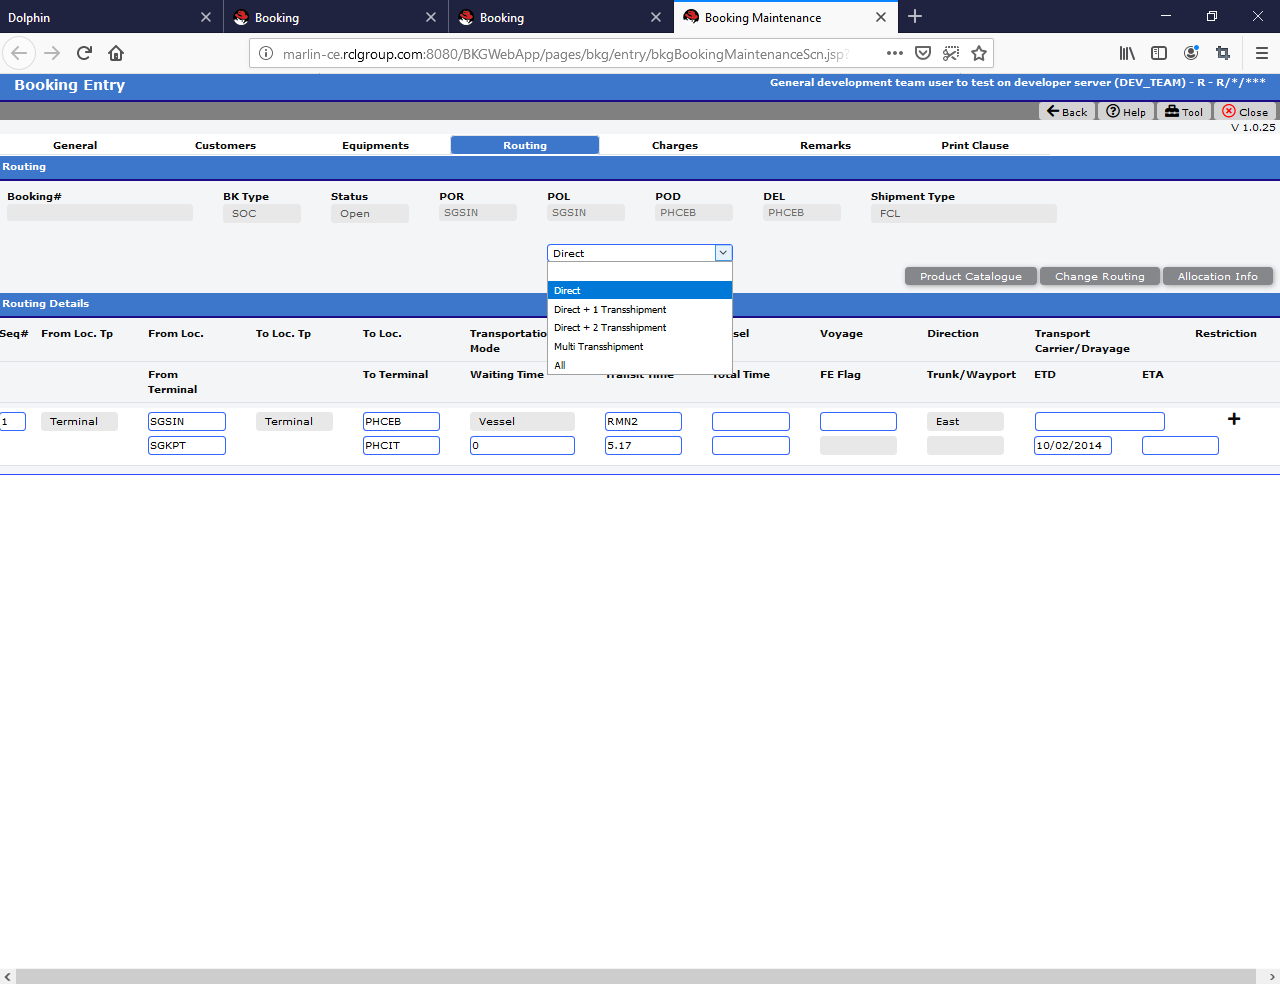 Dolphin
Booking
Booking
Booking Maintenance
marlin-ce.rclgroup.com:8080/BKGWebApp/pages/bkg/entry/bkgBookingMaintenanceScn.jsp?
Booking Entry
General development team user to test on developer server (DEV_TEAM) - R - R/*/***
Back
Help
Tool
Close
V 1.0.25
General Customers Equipments Routing Charges Remarks Print Clause
Routing
Booking# BK Type Status POR POL POD DEL Shipment Type
SOC Open SGSIN SGSIN PHCEB PHCEB FCL
Direct
Direct
Direct + 1 Transshipment
Direct + 2 Transshipment
Multi Transshipment
All
Product Catalogue Change Routing Allocation Info
Routing Details
Seq# From Loc. Tp From Loc. To Loc. Tp To Loc. Voyage Direction Transport Carrier/Drayage Restriction
Mode
From Terminal To Terminal Waiting Time Transit Time Total Time FE Flag Trunk/Wayport ETD ETA
1 Terminal SGSIN Terminal PHCEB Vessel RMN2 East
SGKPT PHCIT 0 5.17 10/02/2014